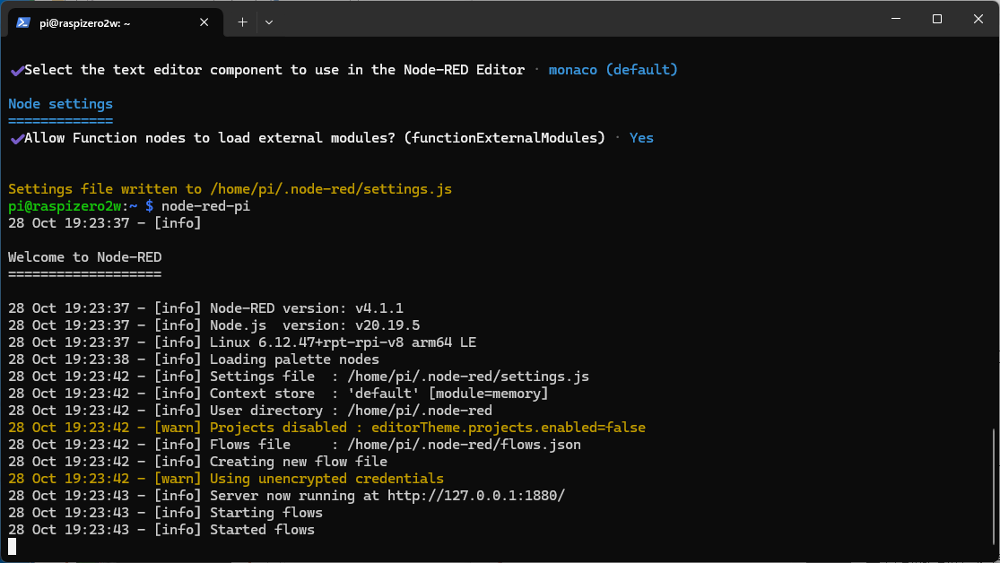 pi@raspizero2w: ~
✔Select the text editor component to use in the Node-RED Editor · monaco (default)
Node settings
=============
✔Allow Function nodes to load external modules? (functionExternalModules) · Yes
Settings file written to /home/pi/.node-red/settings.js
pi@raspizero2w:~ $ node-red-pi
28 Oct 19:23:37 - [info]
Welcome to Node-RED
===================
28 Oct 19:23:37 - [info] Node-RED version: v4.1.1
28 Oct 19:23:37 - [info] Node.js  version: v20.19.5
28 Oct 19:23:37 - [info] Linux 6.12.47+rpt-rpi-v8 arm64 LE
28 Oct 19:23:38 - [info] Loading palette nodes
28 Oct 19:23:42 - [info] Settings file  : /home/pi/.node-red/settings.js
28 Oct 19:23:42 - [info] Context store  : 'default' [module=memory]
28 Oct 19:23:42 - [info] User directory : /home/pi/.node-red
28 Oct 19:23:42 - [warn] Projects disabled : editorTheme.projects.enabled=false
28 Oct 19:23:42 - [info] Flows file     : /home/pi/.node-red/flows.json
28 Oct 19:23:42 - [info] Creating new flow file
28 Oct 19:23:42 - [warn] Using unencrypted credentials
28 Oct 19:23:43 - [info] Server now running at http://127.0.0.1:1880/
28 Oct 19:23:43 - [info] Starting flows
28 Oct 19:23:43 - [info] Started flows